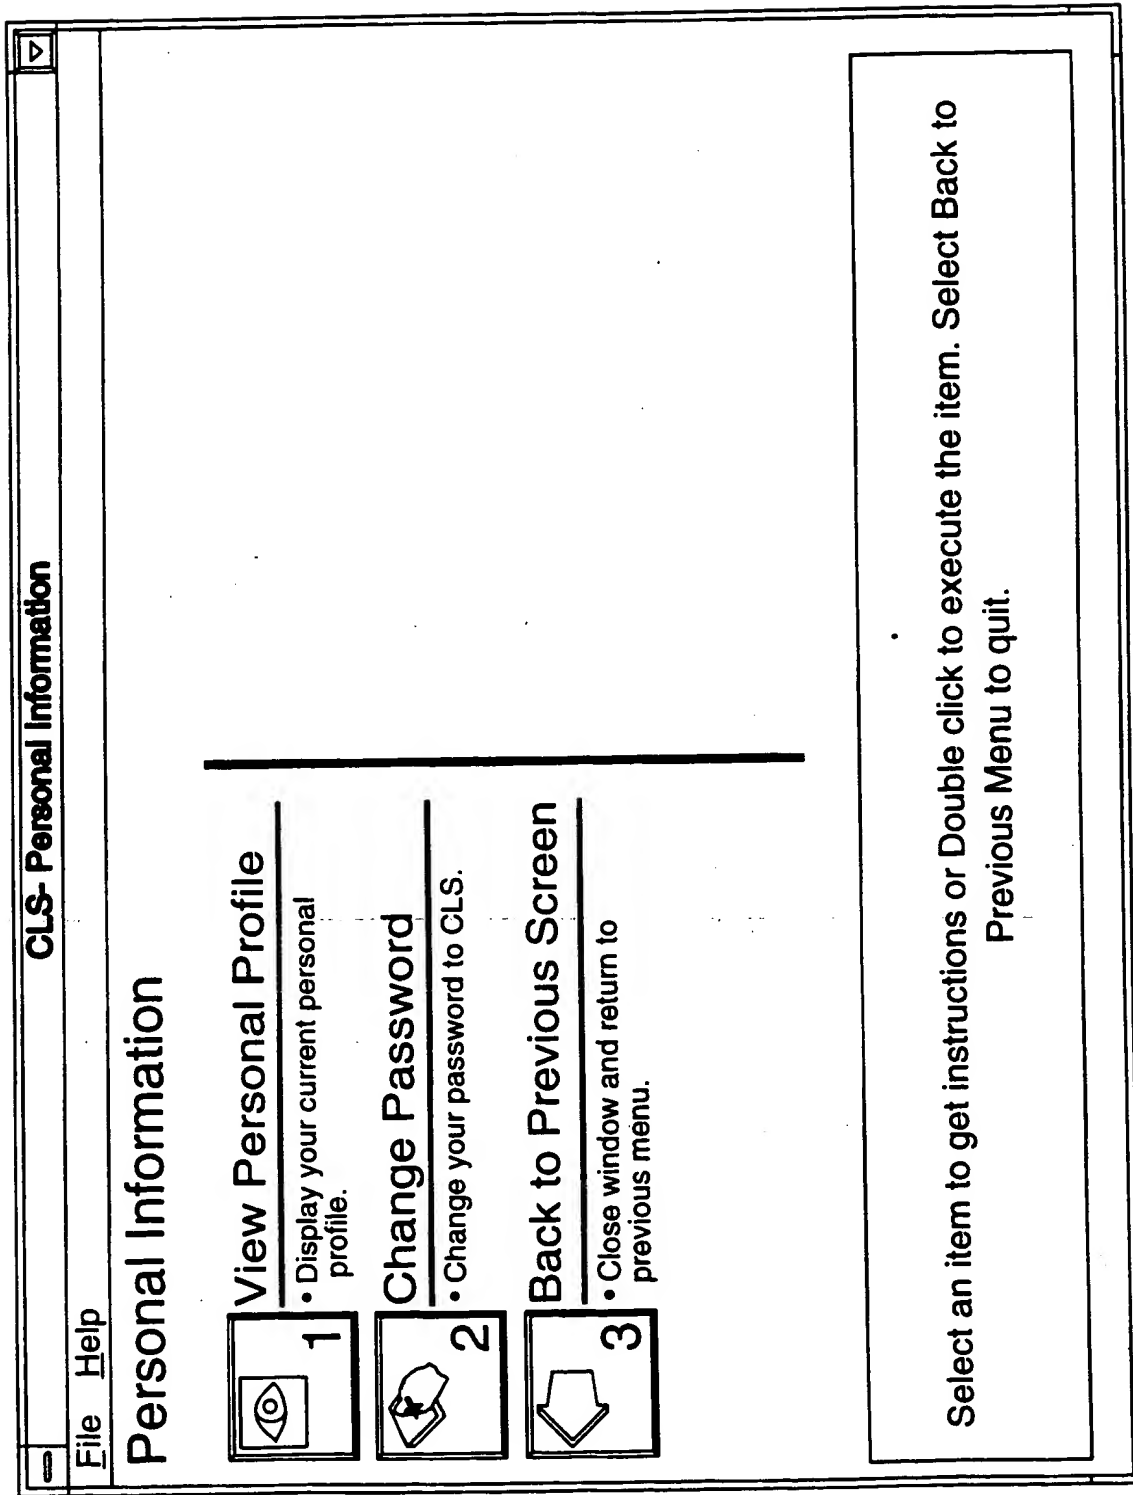 CLS- Personal Information
File Help
Personal Information
1
View Personal Profile
• Display your current personal
profile.
2
Change Password
• Change your password to CLS.
3
Back to Previous Screen
• Close window and return to
previous menu.
Select an item to get instructions or Double click to execute the item. Select Back to
Previous Menu to quit.